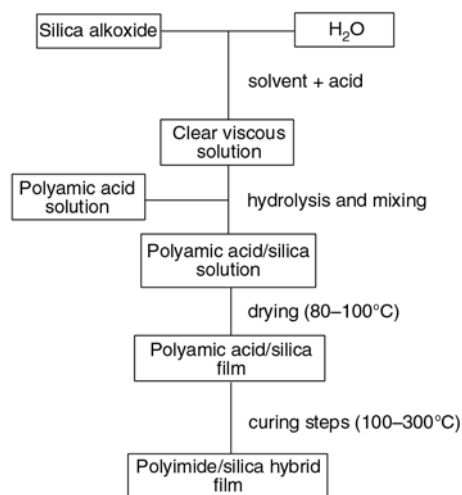 Silica alkoxide
H₂O
solvent + acid
Clear viscous
solution
Polyamic acid
solution
hydrolysis and mixing
Polyamic acid/silica
solution
drying (80–100°C)
Polyamic acid/silica
film
curing steps (100–300°C)
Polyimide/silica hybrid
film